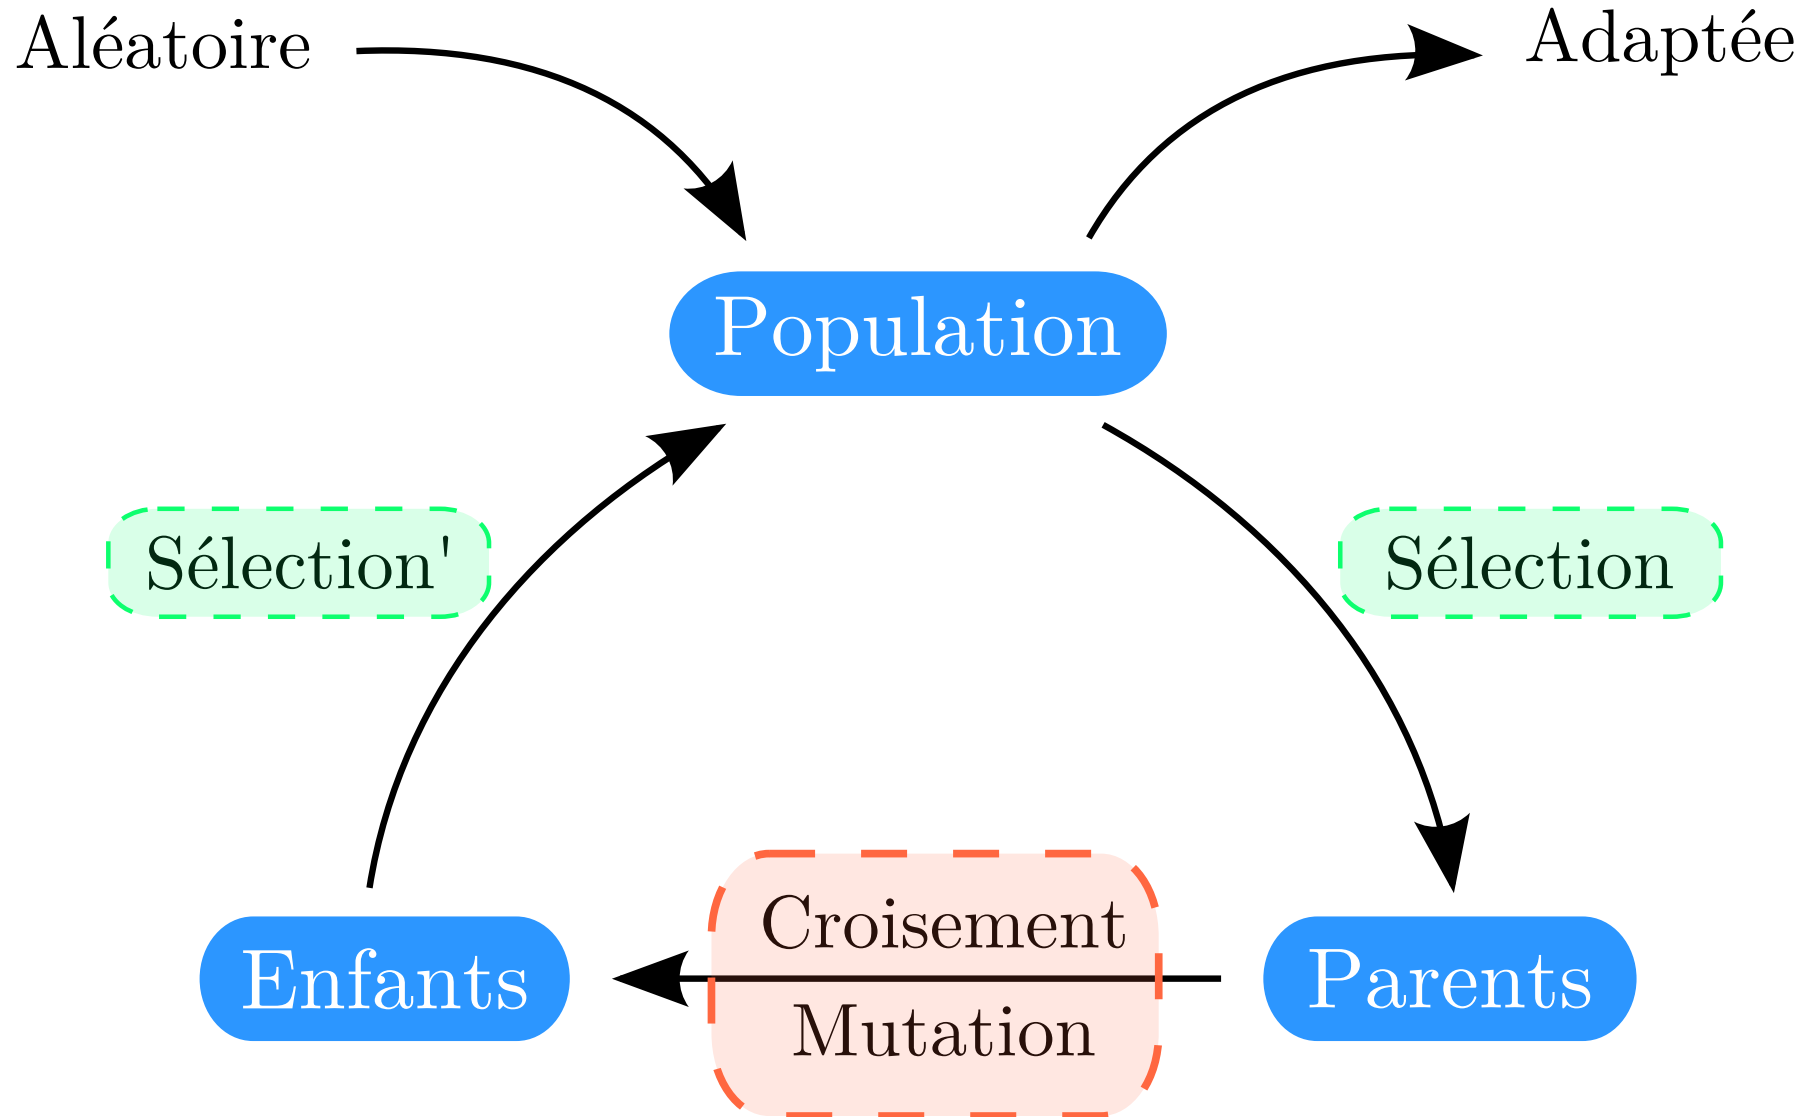 Aléatoire
Adaptée
Population
Sélection'
Sélection
Croisement
Mutation
Enfants
Parents